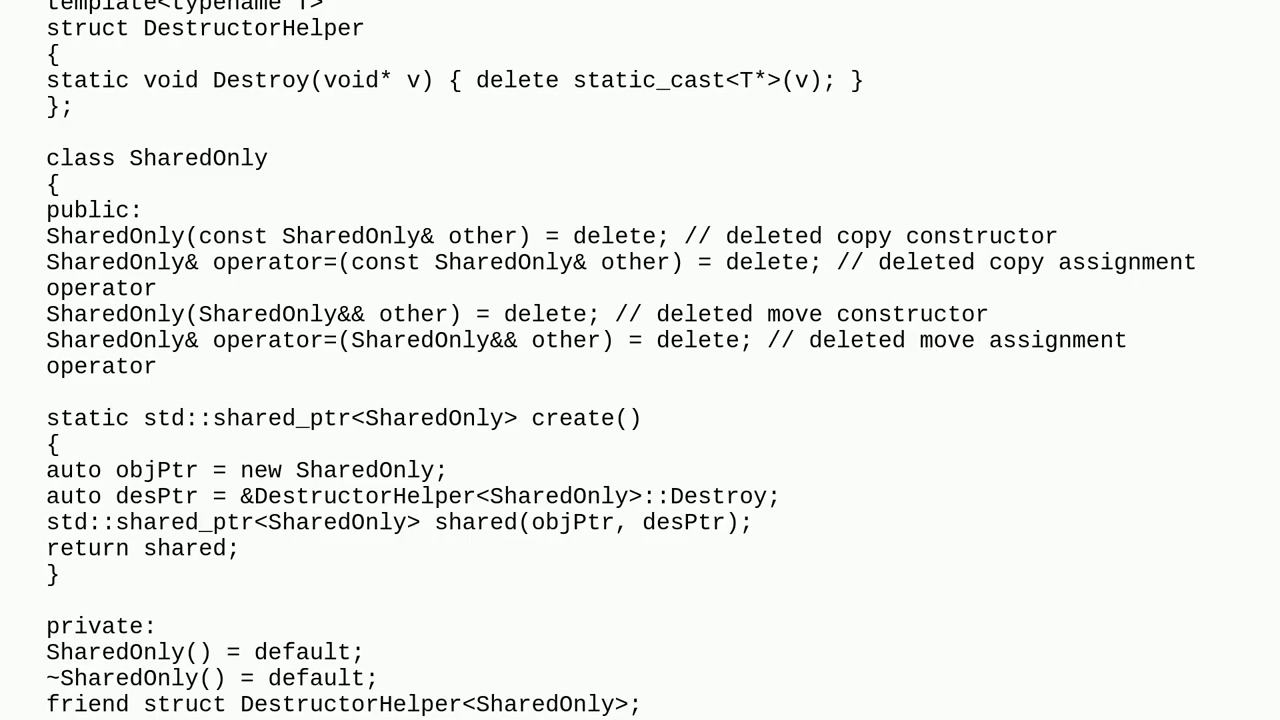 template<typename T>
struct DestructorHelper
{
static void Destroy(void* v) { delete static_cast<T*>(v); }
};

class SharedOnly
{
public:
SharedOnly(const SharedOnly& other) = delete; // deleted copy constructor
SharedOnly& operator=(const SharedOnly& other) = delete; // deleted copy assignment
operator
SharedOnly(SharedOnly&& other) = delete; // deleted move constructor
SharedOnly& operator=(SharedOnly&& other) = delete; // deleted move assignment
operator

static std::shared_ptr<SharedOnly> create()
{
auto objPtr = new SharedOnly;
auto desPtr = &DestructorHelper<SharedOnly>::Destroy;
std::shared_ptr<SharedOnly> shared(objPtr, desPtr);
return shared;
}

private:
SharedOnly() = default;
~SharedOnly() = default;
friend struct DestructorHelper<SharedOnly>;